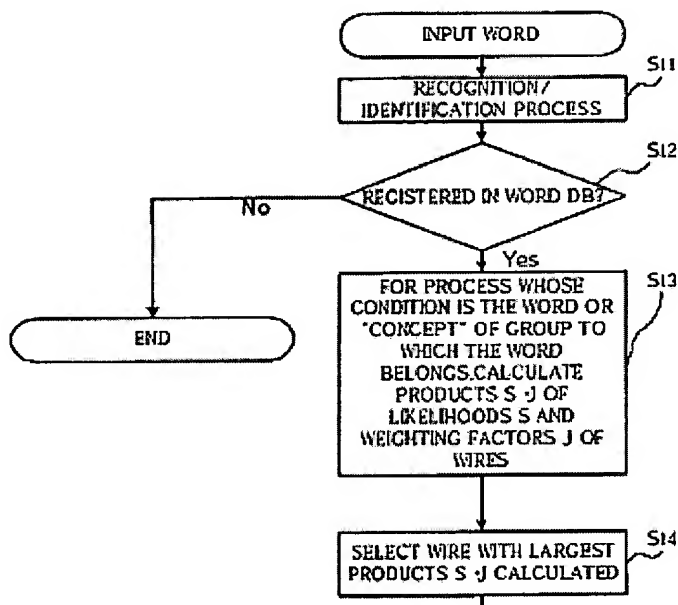 INPUT WORD
S11
RECOGNITION/
IDENTIFICATION PROCESS
S12
REGISTERED IN WORD DB?
No
Yes
END
S13
FOR PROCESS WHOSE
CONDITION IS THE WORD OR
"CONCEPT" OF GROUP TO
WHICH THE WORD
BELONGS,CALCULATE
PRODUCTS S ·J OF
LIKELIHOODS S AND
WEIGHTING FACTORS J OF
WIRES
S14
SELECT WIRE WITH LARGEST
PRODUCTS S ·J CALCULATED